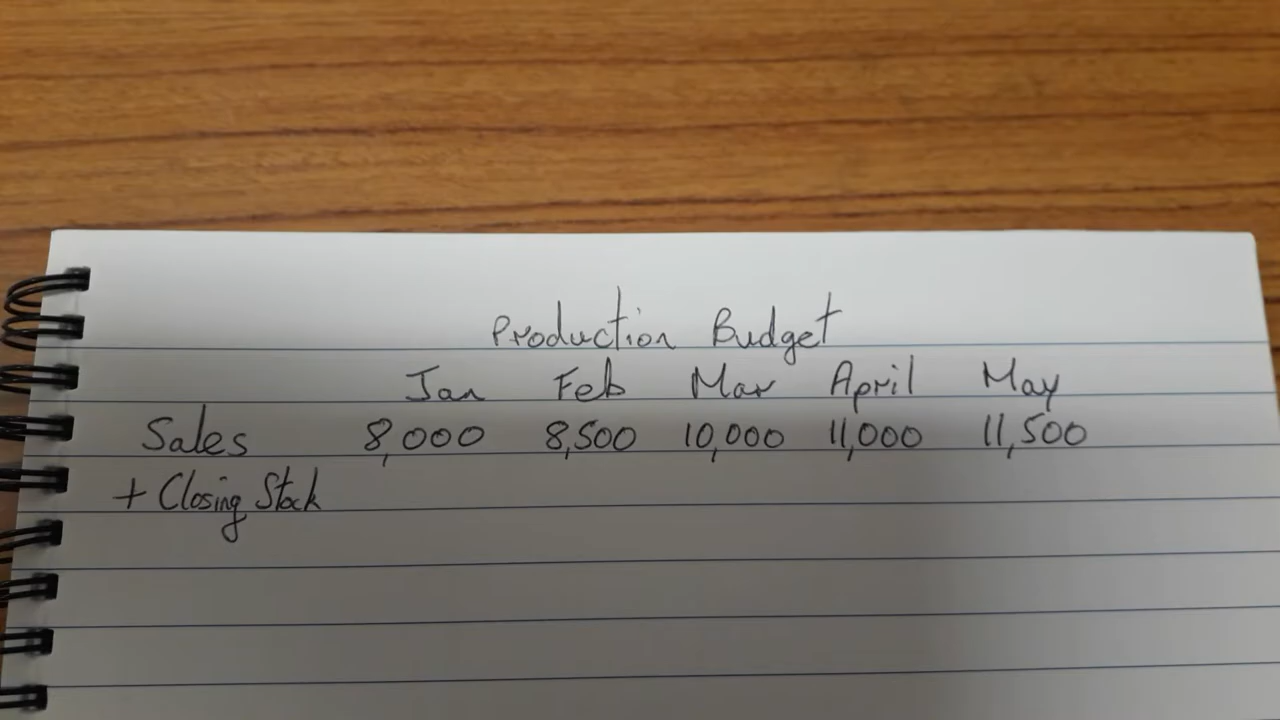 Production Budget
Jan Feb Mar April May
Sales 8,000 8,500 10,000 11,000 11,500
+ Closing Stock